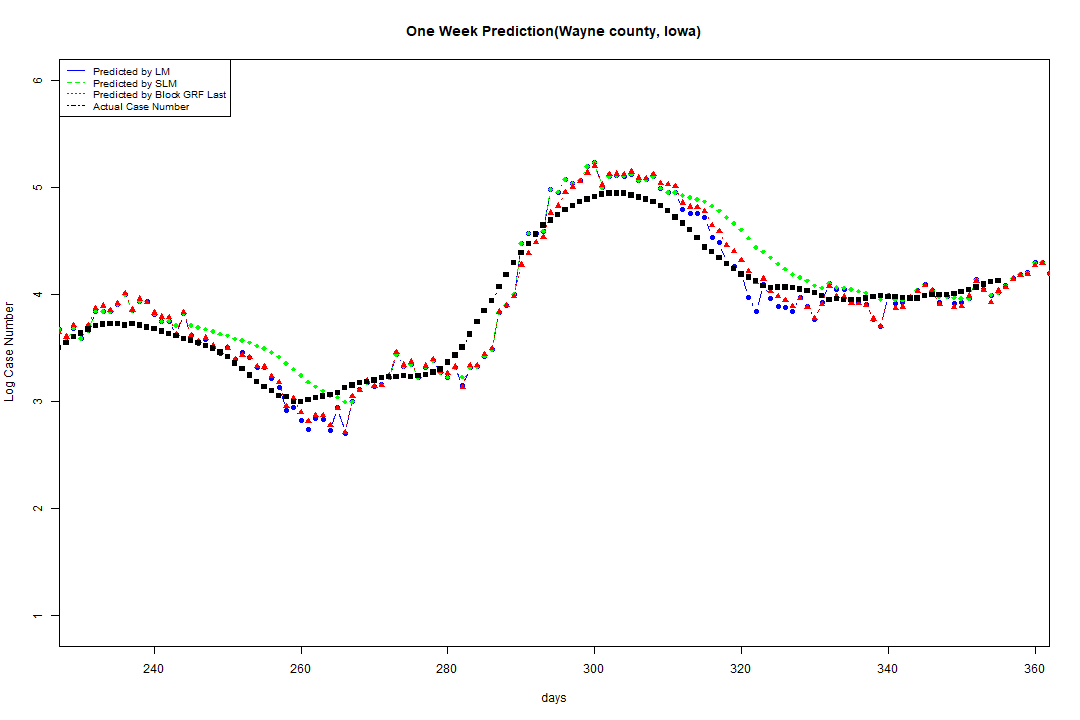 One Week Prediction(Wayne county, Iowa)
Predicted by LM
Predicted by SLM
Predicted by Block GRF Last
Actual Case Number
6
5
4
3
2
1
Log Case Number
240 260 280 300 320 340 360
days